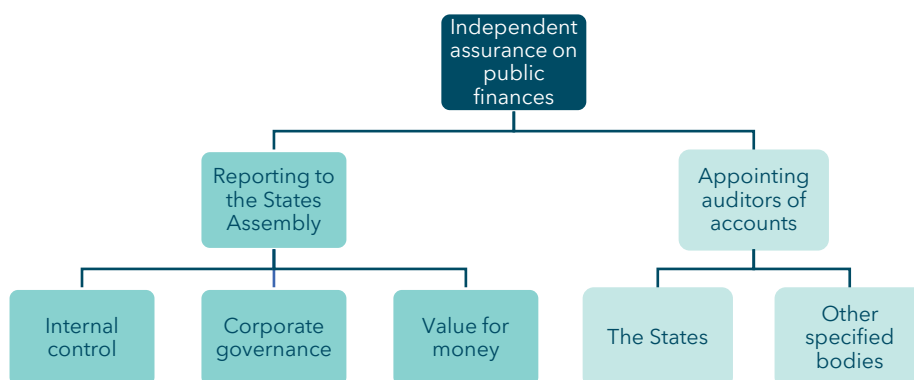 Independent
assurance on
public
finances
Reporting to
the States
Assembly
Appointing
auditors of
accounts
Internal
control
Corporate
governance
Value for
money
The States
Other
specified
bodies